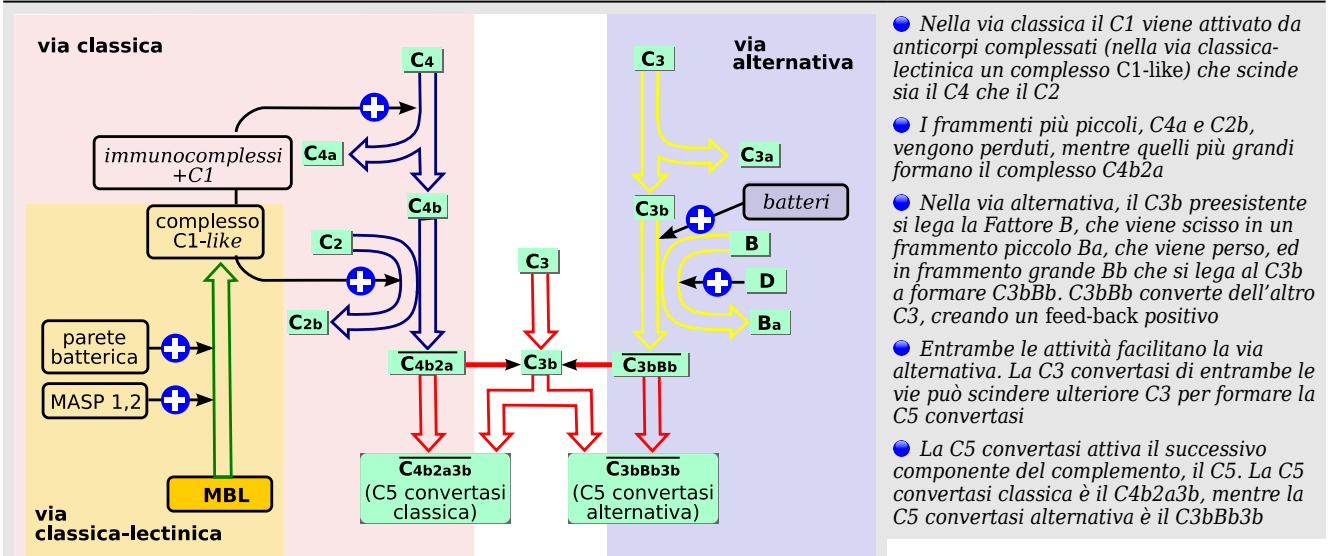 via classica
C4
C4a
immunocomplessi
+C1
C4b
complesso
C1-like
C2
C2b
parete
batterica
MASP 1,2
MBL
via
classica-lectinica
C4b2a
C4b2a3b
(C5 convertasi
classica)
C3
C3b
via
alternativa
C3
C3a
C3b
batteri
B
D
Ba
C3bBb
C3bBb3b
(C5 convertasi
alternativa)
Nella via classica il C1 viene attivato da
anticorpi complessati (nella via classica-
lectinica un complesso C1-like) che scinde
sia il C4 che il C2
I frammenti più piccoli, C4a e C2b,
vengono perduti, mentre quelli più grandi
formano il complesso C4b2a
Nella via alternativa, il C3b preesistente
si lega la Fattore B, che viene scisso in un
frammento piccolo Ba, che viene perso, ed
in frammento grande Bb che si lega al C3b
a formare C3bBb. C3bBb converte dell'altro
C3, creando un feed-back positivo
Entrambe le attività facilitano la via
alternativa. La C3 convertasi di entrambe le
vie può scindere ulteriore C3 per formare la
C5 convertasi
La C5 convertasi attiva il successivo
componente del complemento, il C5. La C5
convertasi classica è il C4b2a3b, mentre la
C5 convertasi alternativa è il C3bBb3b